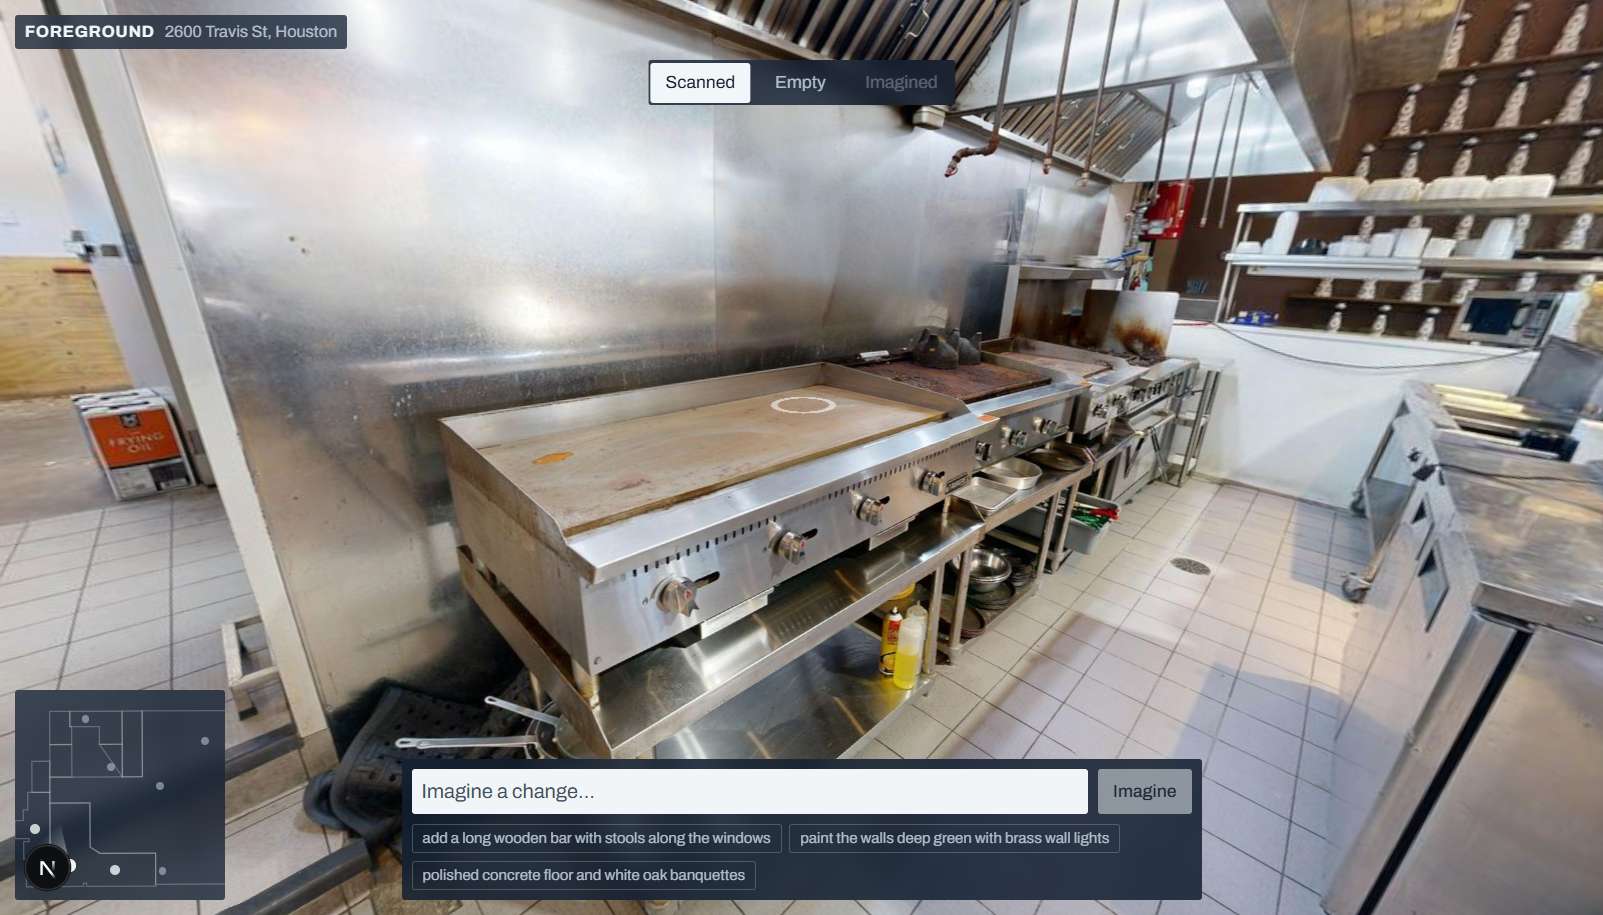 FOREGROUND 2600 Travis St, Houston
Scanned Empty Imagined
FRYING
OIL
Imagine a change...
Imagine
add a long wooden bar with stools along the windows
paint the walls deep green with brass wall lights
polished concrete floor and white oak banquettes
N